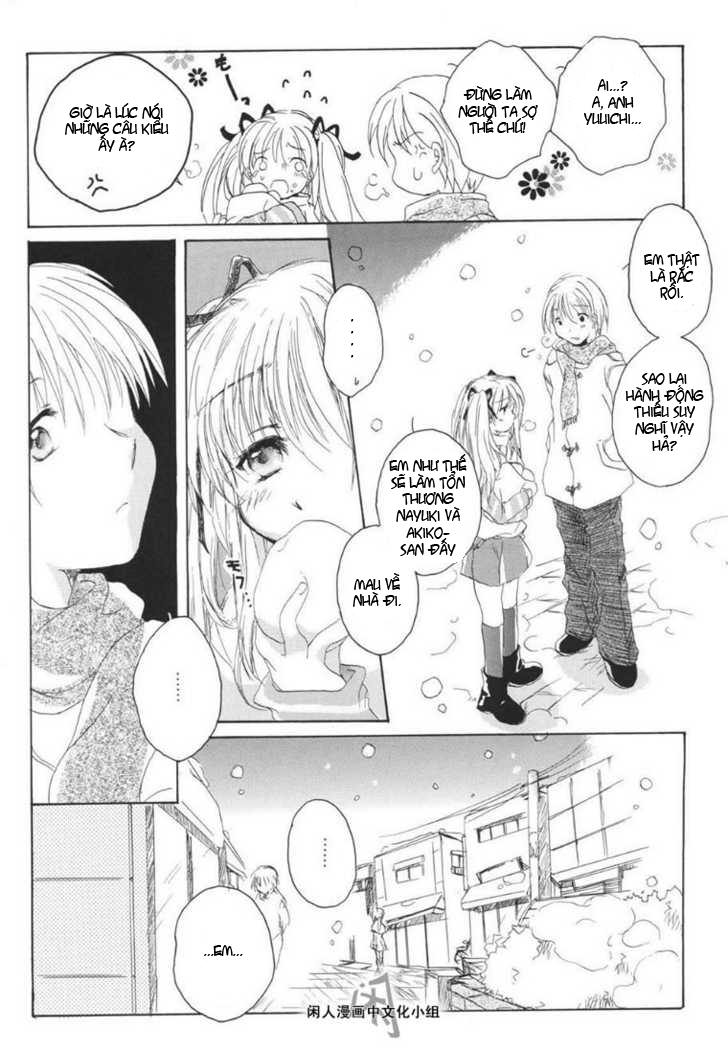 AI...?
A, ANH
YUUICHI...
ĐỪNG LÀM
NGƯỜI TA SỢ
THẾ CHỨ!
GIỜ LÀ LÚC NÓI
NHỮNG CÂU KIỂU
ẤY À?
EM THẬT
LÀ RẮC
RỐI.
SAO LẠI
HÀNH ĐỘNG
THIẾU SUY
NGHĨ VẬY
HẢ?
EM NHƯ THẾ
SẼ LÀM TỔN
THƯƠNG
NAYUKI VÀ
AKIKO-
SAN ĐẤY
MAU VỀ
NHÀ ĐI.
....
モフ...
......
......
...EM...
闲
闲人漫画中文化小组